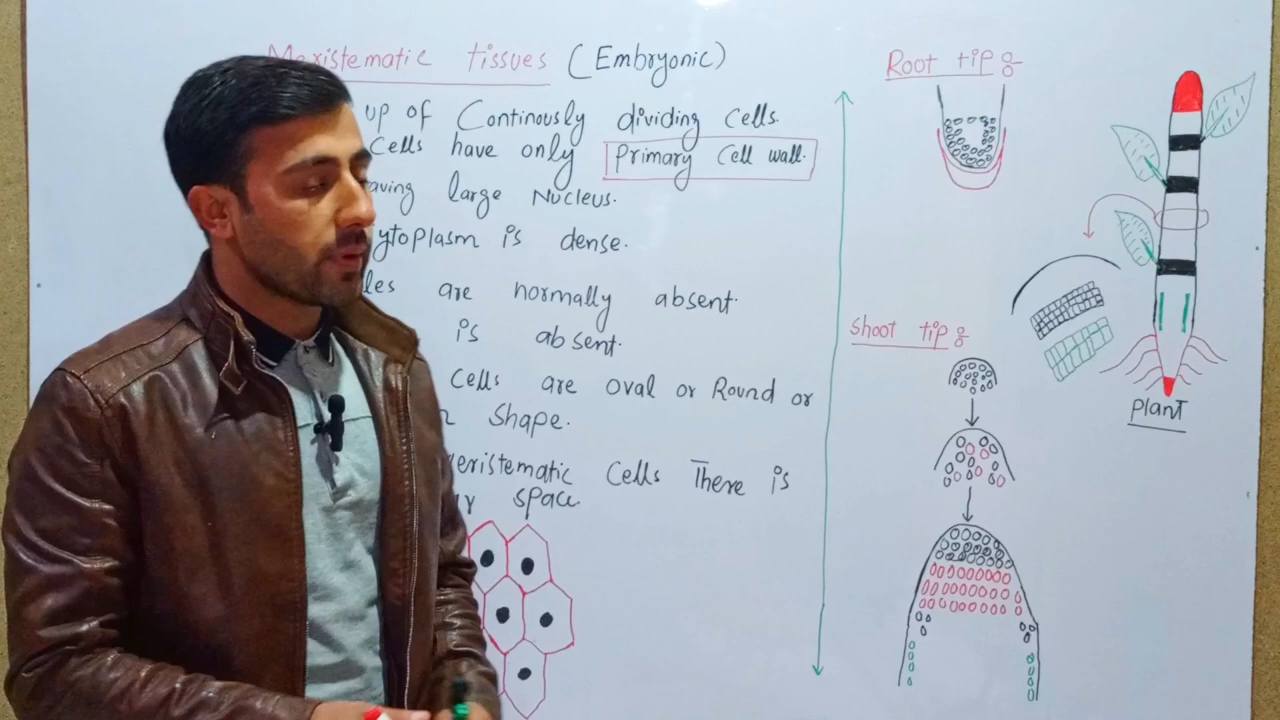 Meristematic tissues (Embryonic)
up of Continously dividing cells.
Cells have only Primary Cell wall.
aving large Nucleus.
ytoplasm is dense.
les are normally absent.
is absent.
Cells are oval or Round or
Shape.
eristematic Cells There is
space.
Root tip:
Shoot tip:
Plant